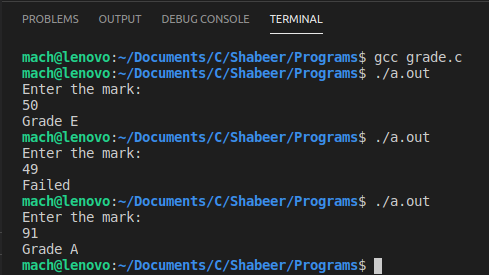 PROBLEMS OUTPUT DEBUG CONSOLE TERMINAL
mach@lenovo:~/Documents/C/Shabeer/Programs$ gcc grade.c
mach@lenovo:~/Documents/C/Shabeer/Programs$ ./a.out
Enter the mark:
50
Grade E
mach@lenovo:~/Documents/C/Shabeer/Programs$ ./a.out
Enter the mark:
49
Failed
mach@lenovo:~/Documents/C/Shabeer/Programs$ ./a.out
Enter the mark:
91
Grade A
mach@lenovo:~/Documents/C/Shabeer/Programs$